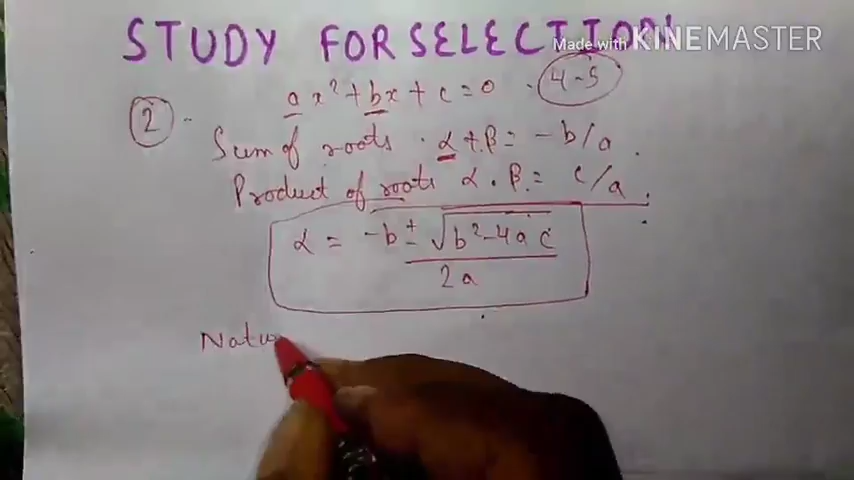 STUDY FOR SELECTION
Made with KINEMASTER
2 ax² + bx + c = 0 4-5
Sum of roots α + β = -b/a
Product of roots α . β = c/a
α = -b ± √b²-4ac / 2a
Natu